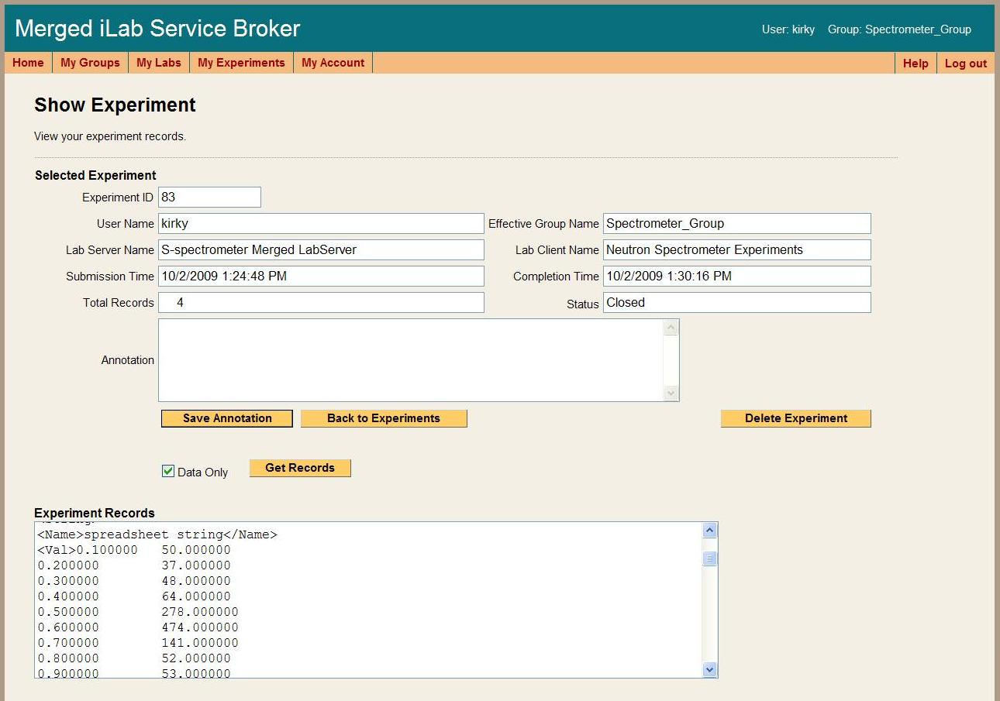 Merged iLab Service Broker
User: kirky Group: Spectrometer_Group
Home My Groups My Labs My Experiments My Account Help Log out
Show Experiment
View your experiment records.
Selected Experiment
Experiment ID 83
User Name kirky Effective Group Name Spectrometer_Group
Lab Server Name S-spectrometer Merged LabServer Lab Client Name Neutron Spectrometer Experiments
Submission Time 10/2/2009 1:24:48 PM Completion Time 10/2/2009 1:30:16 PM
Total Records 4 Status Closed
Annotation
Save Annotation Back to Experiments Delete Experiment
Data Only Get Records
Experiment Records
<Name>spreadsheet string</Name>
<Val>0.100000 50.000000
0.200000 37.000000
0.300000 48.000000
0.400000 64.000000
0.500000 278.000000
0.600000 474.000000
0.700000 141.000000
0.800000 52.000000
0.900000 53.000000